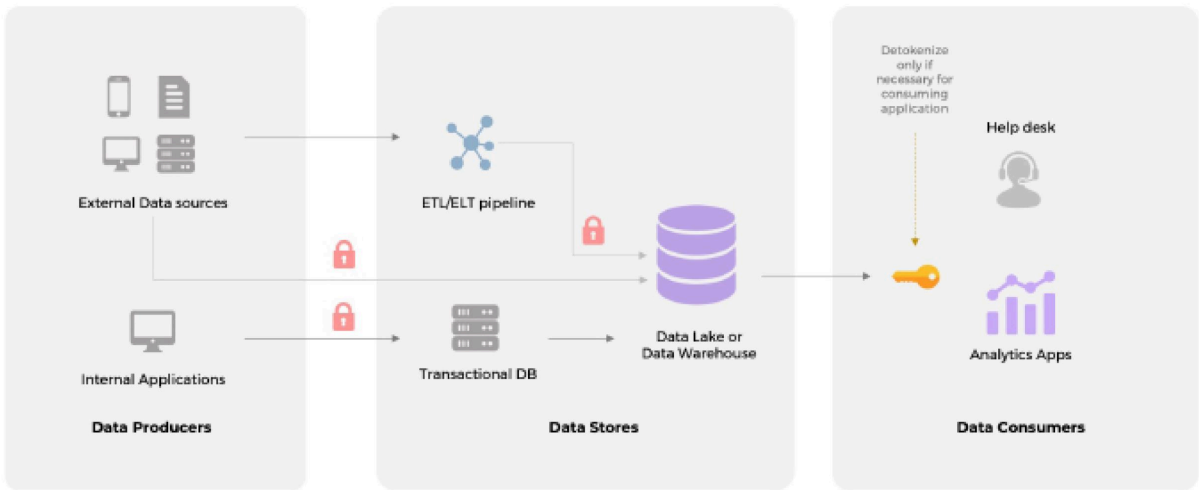 External Data sources
Internal Applications
Data Producers
ETL/ELT pipeline
Transactional DB
Data Lake or
Data Warehouse
Data Stores
Detokenize
only if
necessary for
consuming
application
Help desk
Analytics Apps
Data Consumers